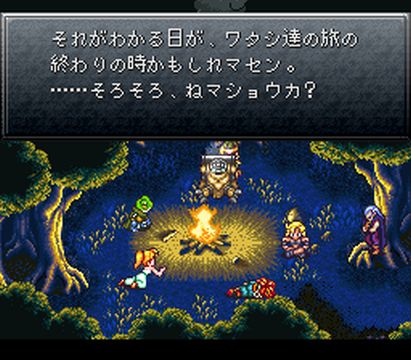 それがわかる日が、ワタシ達の旅の
終わりの時かもしれマセン。
……そろそろ、ねマショウカ?